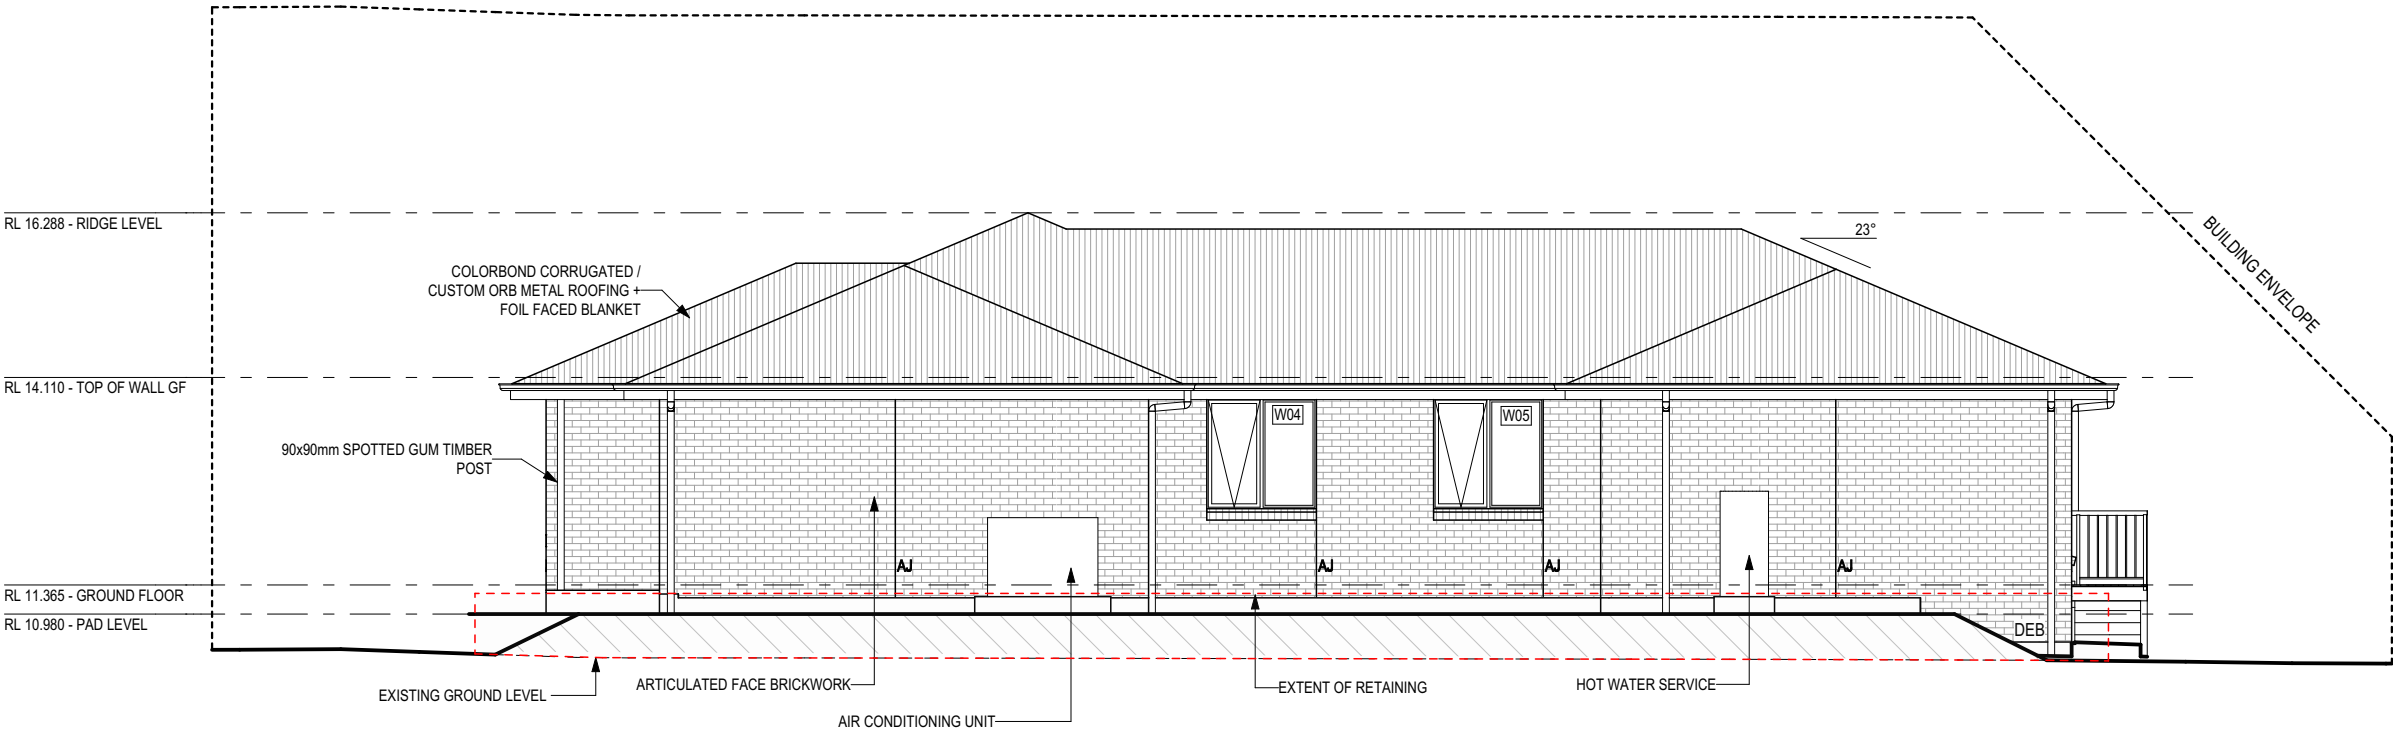 RL 16.288 - RIDGE LEVEL
23°
BUILDING ENVELOPE
COLORBOND CORRUGATED /
CUSTOM ORB METAL ROOFING +
FOIL FACED BLANKET
RL 14.110 - TOP OF WALL GF
W04
W05
90x90mm SPOTTED GUM TIMBER
POST
AJ
AJ
AJ
AJ
RL 11.365 - GROUND FLOOR
RL 10.980 - PAD LEVEL
DEB
EXISTING GROUND LEVEL
ARTICULATED FACE BRICKWORK
EXTENT OF RETAINING
HOT WATER SERVICE
AIR CONDITIONING UNIT